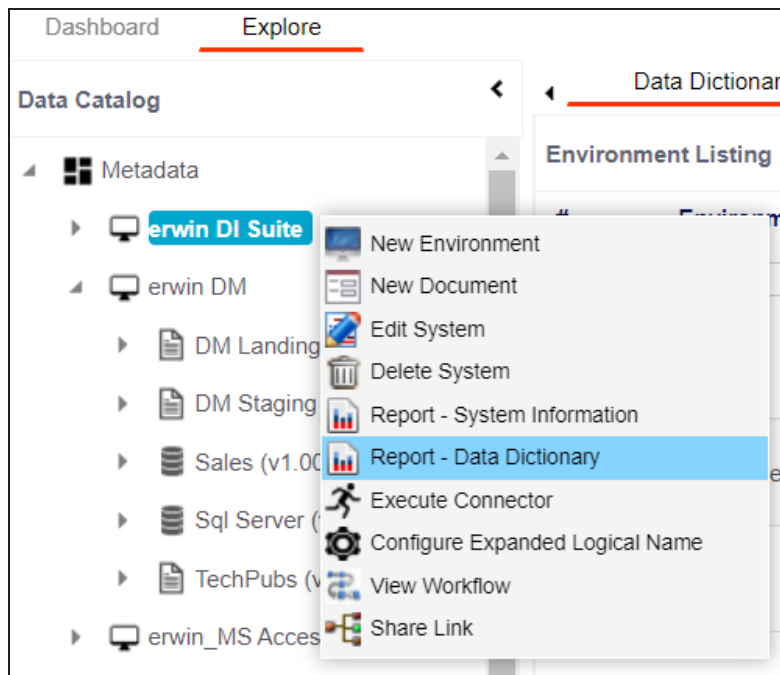 Dashboard
Explore
Data Catalog
Data Dictionar
Environment Listing
Metadata
#
erwin DI Suite
New Environment
erwin DM
New Document
Edit System
DM Landing
Delete System
DM Staging
Report - System Information
Sales (v1.00
Report - Data Dictionary
Execute Connector
Sql Server (
Configure Expanded Logical Name
TechPubs (v
View Workflow
erwin_MS Acces
Share Link